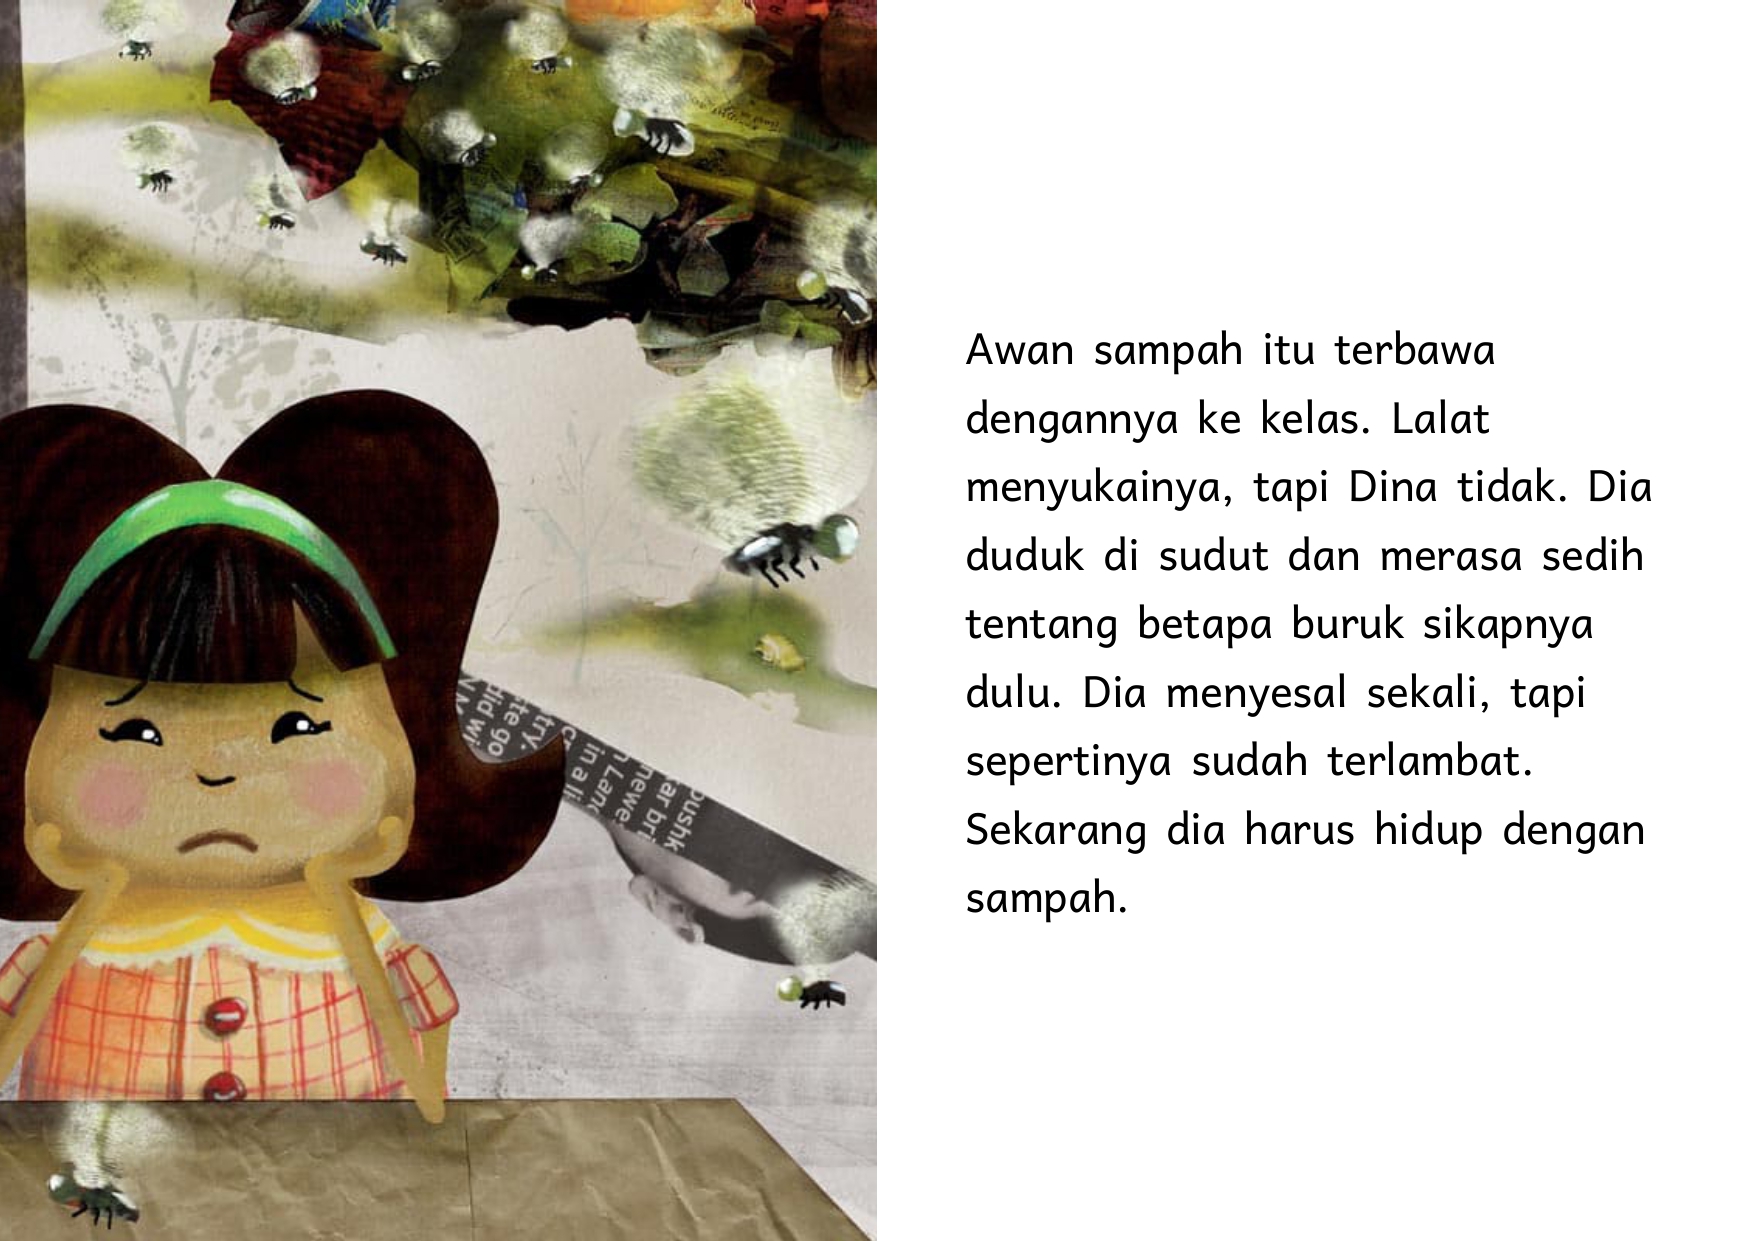 Awan sampah itu terbawa
dengannya ke kelas. Lalat
menyukainya, tapi Dina tidak. Dia
duduk di sudut dan merasa sedih
tentang betapa buruk sikapnya
dulu. Dia menyesal sekali, tapi
sepertinya sudah terlambat.
Sekarang dia harus hidup dengan
sampah.